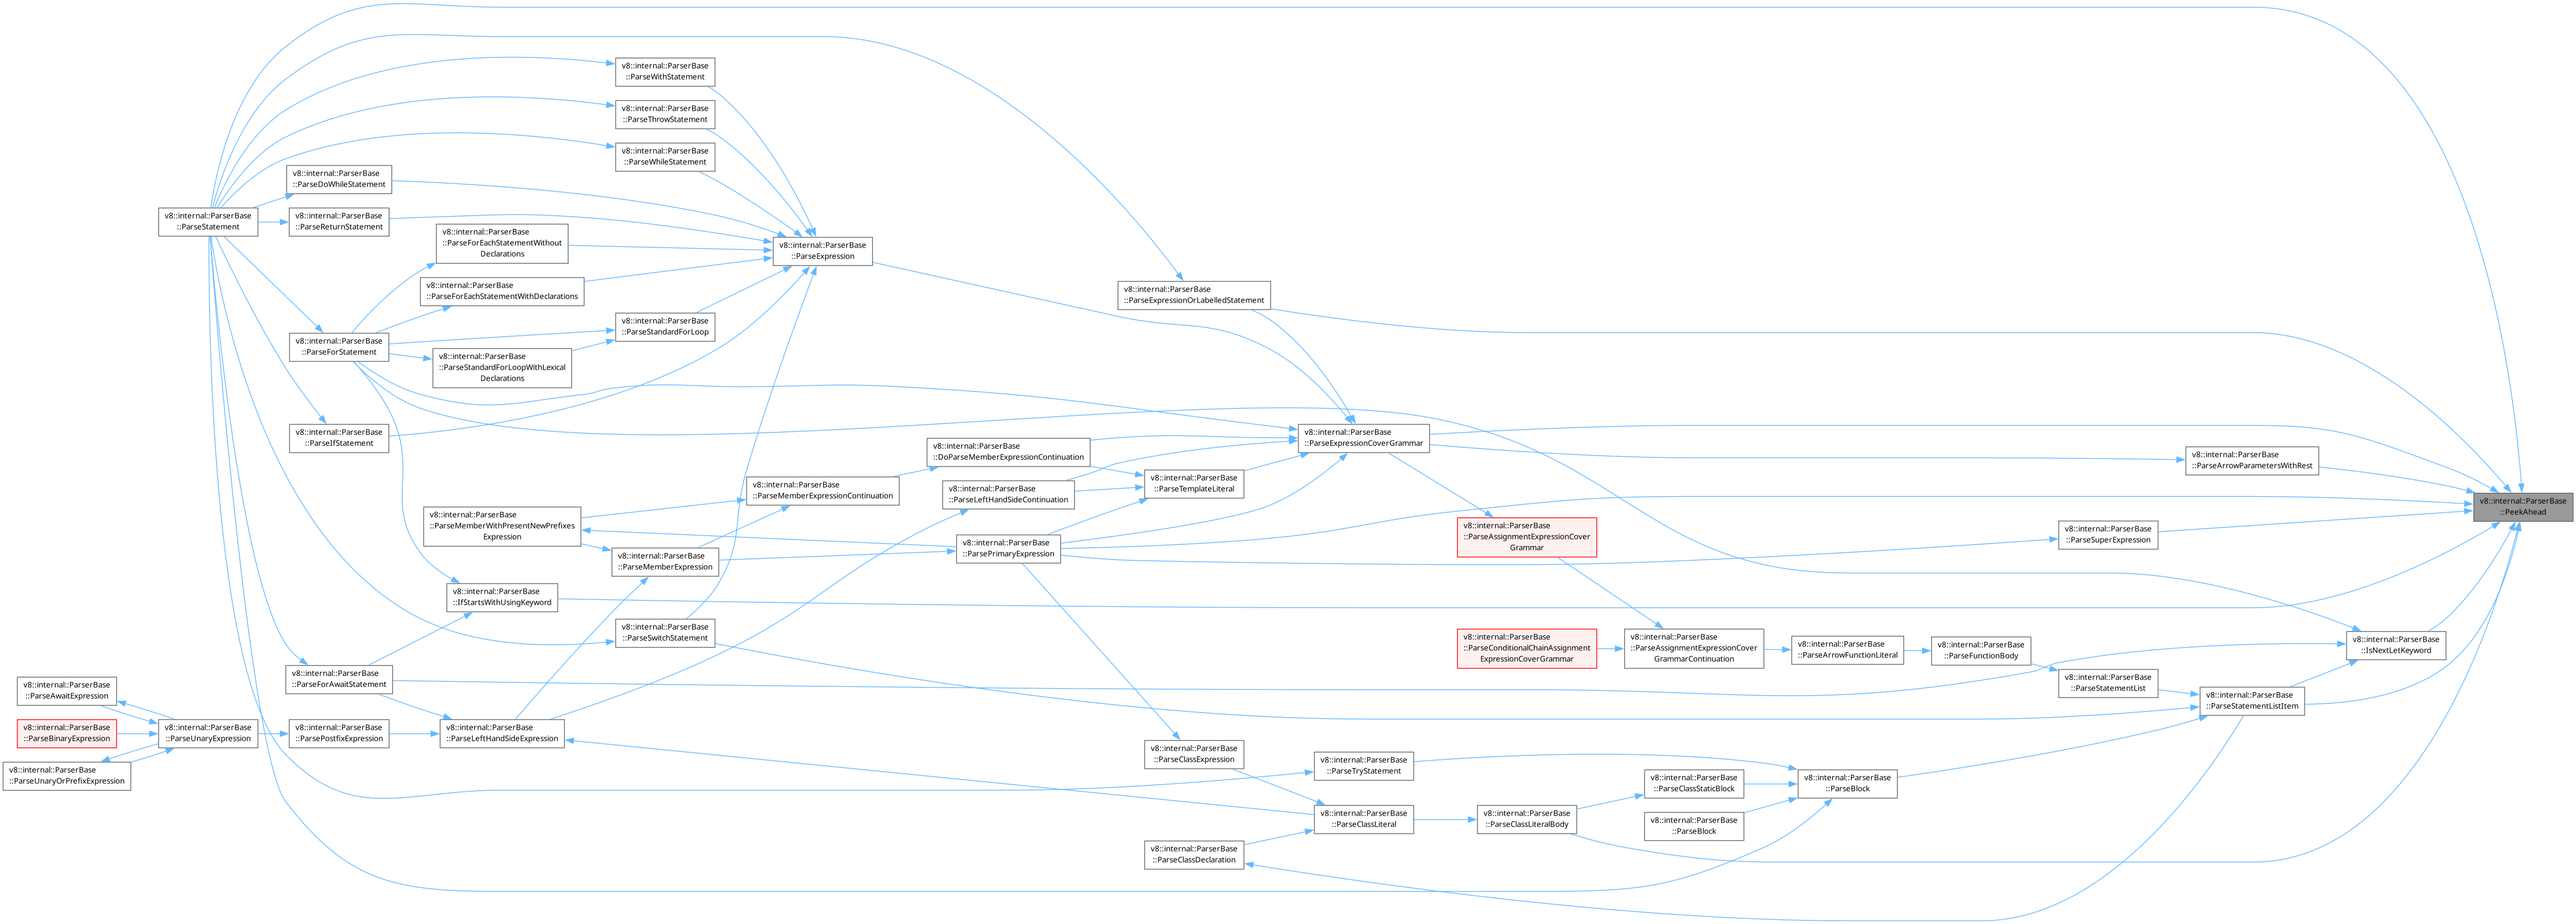 v8::internal::ParserBase
::ParseWithStatement
v8::internal::ParserBase
::ParseThrowStatement
v8::internal::ParserBase
::ParseWhileStatement
v8::internal::ParserBase
::ParseDoWhileStatement
v8::internal::ParserBase
::ParseStatement
v8::internal::ParserBase
::ParseReturnStatement
v8::internal::ParserBase
::ParseForEachStatementWithout
Declarations
v8::internal::ParserBase
::ParseExpression
v8::internal::ParserBase
::ParseForEachStatementWithDeclarations
v8::internal::ParserBase
::ParseExpressionOrLabelledStatement
v8::internal::ParserBase
::ParseStandardForLoop
v8::internal::ParserBase
::ParseForStatement
v8::internal::ParserBase
::ParseStandardForLoopWithLexical
Declarations
v8::internal::ParserBase
::ParseIfStatement
v8::internal::ParserBase
::ParseExpressionCoverGrammar
v8::internal::ParserBase
::DoParseMemberExpressionContinuation
v8::internal::ParserBase
::ParseArrowParametersWithRest
v8::internal::ParserBase
::ParseTemplateLiteral
v8::internal::ParserBase
::ParseMemberExpressionContinuation
v8::internal::ParserBase
::ParseLeftHandSideContinuation
v8::internal::ParserBase
::PeekAhead
v8::internal::ParserBase
::ParseMemberWithPresentNewPrefixes
Expression
v8::internal::ParserBase
::ParseAssignmentExpressionCover
Grammar
v8::internal::ParserBase
::ParseSuperExpression
v8::internal::ParserBase
::ParsePrimaryExpression
v8::internal::ParserBase
::ParseMemberExpression
v8::internal::ParserBase
::IfStartsWithUsingKeyword
v8::internal::ParserBase
::ParseSwitchStatement
v8::internal::ParserBase
::ParseConditionalChainAssignment
ExpressionCoverGrammar
v8::internal::ParserBase
::ParseAssignmentExpressionCover
GrammarContinuation
v8::internal::ParserBase
::ParseArrowFunctionLiteral
v8::internal::ParserBase
::ParseFunctionBody
v8::internal::ParserBase
::IsNextLetKeyword
v8::internal::ParserBase
::ParseForAwaitStatement
v8::internal::ParserBase
::ParseStatementList
v8::internal::ParserBase
::ParseStatementListItem
v8::internal::ParserBase
::ParseAwaitExpression
v8::internal::ParserBase
::ParseBinaryExpression
v8::internal::ParserBase
::ParseUnaryExpression
v8::internal::ParserBase
::ParsePostfixExpression
v8::internal::ParserBase
::ParseLeftHandSideExpression
v8::internal::ParserBase
::ParseClassExpression
v8::internal::ParserBase
::ParseTryStatement
v8::internal::ParserBase
::ParseUnaryOrPrefixExpression
v8::internal::ParserBase
::ParseClassStaticBlock
v8::internal::ParserBase
::ParseBlock
v8::internal::ParserBase
::ParseClassLiteral
v8::internal::ParserBase
::ParseClassLiteralBody
v8::internal::ParserBase
::ParseBlock
v8::internal::ParserBase
::ParseClassDeclaration